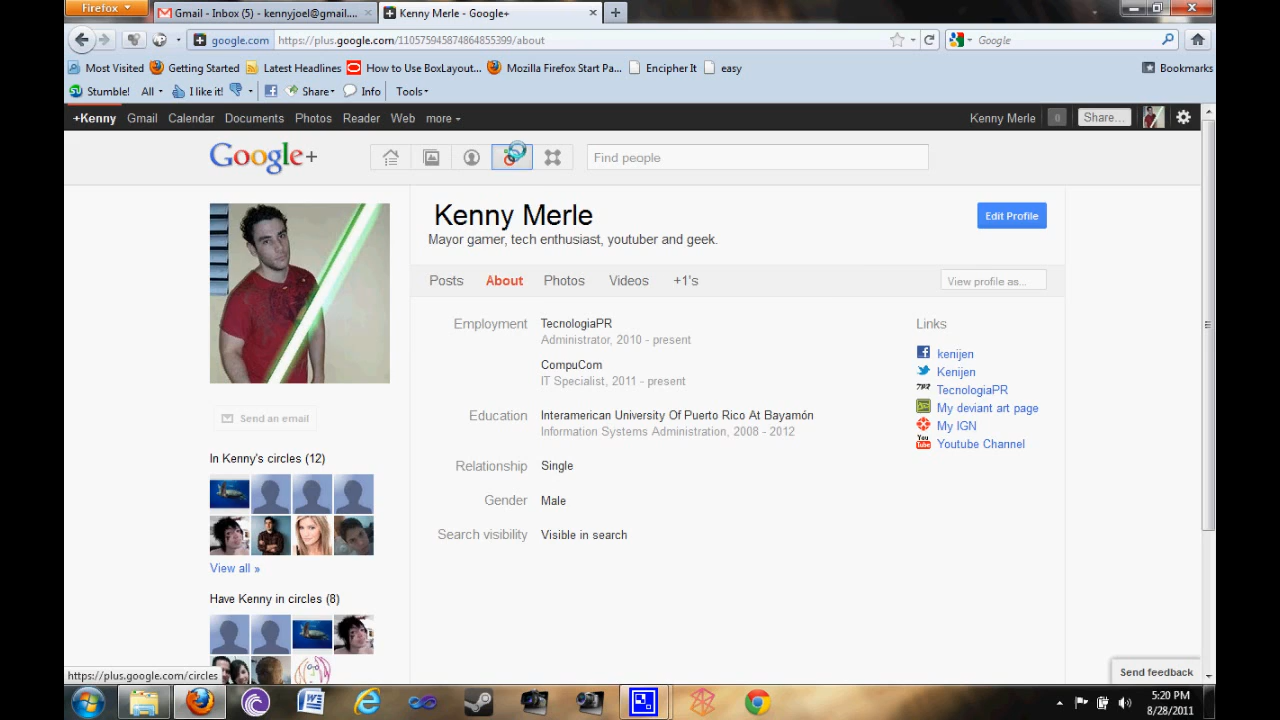 Firefox
Gmail - Inbox (5) - kennyjoel@gmail....
Kenny Merle - Google+
google.com
https://plus.google.com/110575945874864855399/about
Google
Most Visited
Getting Started
Latest Headlines
How to Use BoxLayout...
Mozilla Firefox Start Pa...
Encipher It
easy
Bookmarks
Stumble!
All
I like it!
Share
Info
Tools
+Kenny
Gmail
Calendar
Documents
Photos
Reader
Web
more
Kenny Merle
0
Share...
Google+
Find people
Kenny Merle
Edit Profile
Mayor gamer, tech enthusiast, youtuber and geek.
Posts
About
Photos
Videos
+1's
View profile as...
Employment
TecnologiaPR
Administrator, 2010 - present
CompuCom
IT Specialist, 2011 - present
Education
Interamerican University Of Puerto Rico At Bayamón
Information Systems Administration, 2008 - 2012
Relationship
Single
Gender
Male
Search visibility
Visible in search
Links
kenijen
Kenijen
TecnologiaPR
My deviant art page
My IGN
You
Tube
Youtube Channel
Send an email
In Kenny's circles (12)
View all »
Have Kenny in circles (8)
https://plus.google.com/circles
Send feedback
5:20 PM
8/28/2011